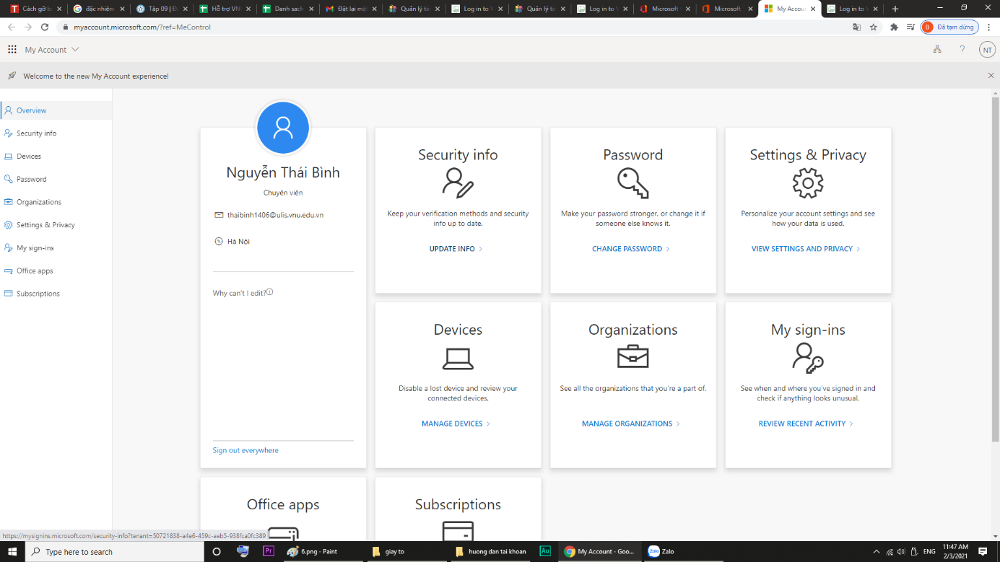 Cách gỡ bả
đặc nhiệm
Tập 09 | Đạ
Hỗ trợ VNU
Danh sach
Đặt lại mật
Quản lý tài
Log in to V
Quản lý tài
Log in to V
Microsoft
Microsoft
My Accoun
Log in to V
myaccount.microsoft.com/?ref=MeControl
B Đã tạm dừng
My Account
? NT
Welcome to the new My Account experience!
Overview
Security info
Devices
Password
Organizations
Settings & Privacy
My sign-ins
Office apps
Subscriptions
Nguyễn Thái Bình
Chuyên viên
thaibinh1406@ulis.vnu.edu.vn
Hà Nội
Why can't I edit?
Sign out everywhere
Security info
Keep your verification methods and security
info up to date.
UPDATE INFO
Password
Make your password stronger, or change it if
someone else knows it.
CHANGE PASSWORD
Settings & Privacy
Personalize your account settings and see
how your data is used.
VIEW SETTINGS AND PRIVACY
Devices
Disable a lost device and review your
connected devices.
MANAGE DEVICES
Organizations
See all the organizations that you're a part of.
MANAGE ORGANIZATIONS
My sign-ins
See when and where you've signed in and
check if anything looks unusual.
REVIEW RECENT ACTIVITY
Office apps
Subscriptions
https://mysignins.microsoft.com/security-info?tenant=50721838-a4e6-459c-aeb5-938fca0fc389
Type here to search
Pr
6.png - Paint
giay to
huong dan tai khoan
Au
My Account - Goo...
Zalo
Zalo
ENG
11:47 AM
2/3/2021